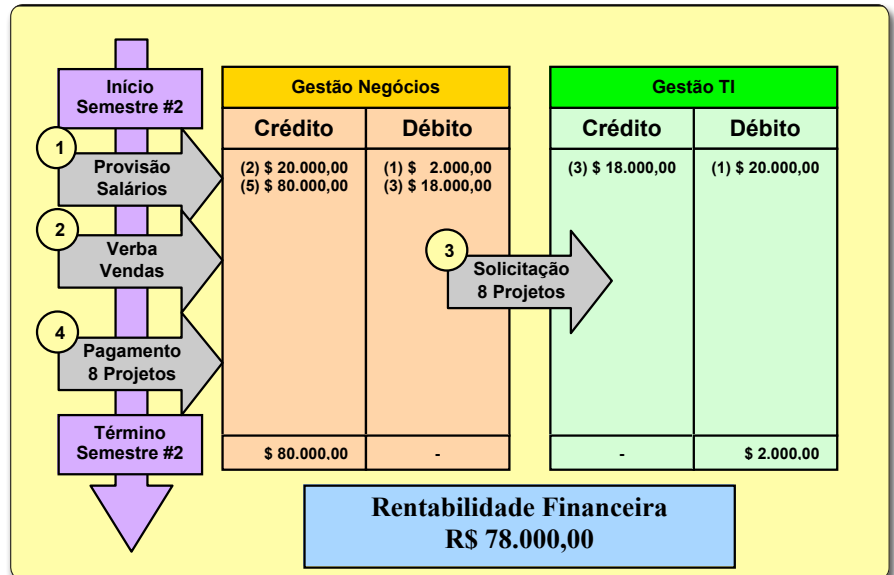 Início
Semestre #2
1
Provisão
Salários
2
Verba
Vendas
4
Pagamento
8 Projetos
Término
Semestre #2
Gestão Negócios
Crédito Débito
(2) $ 20.000,00 (1) $ 2.000,00
(5) $ 80.000,00 (3) $ 18.000,00
$ 80.000,00 -
3
Solicitação
8 Projetos
Gestão TI
Crédito Débito
(3) $ 18.000,00 (1) $ 20.000,00
- $ 2.000,00
Rentabilidade Financeira
R$ 78.000,00